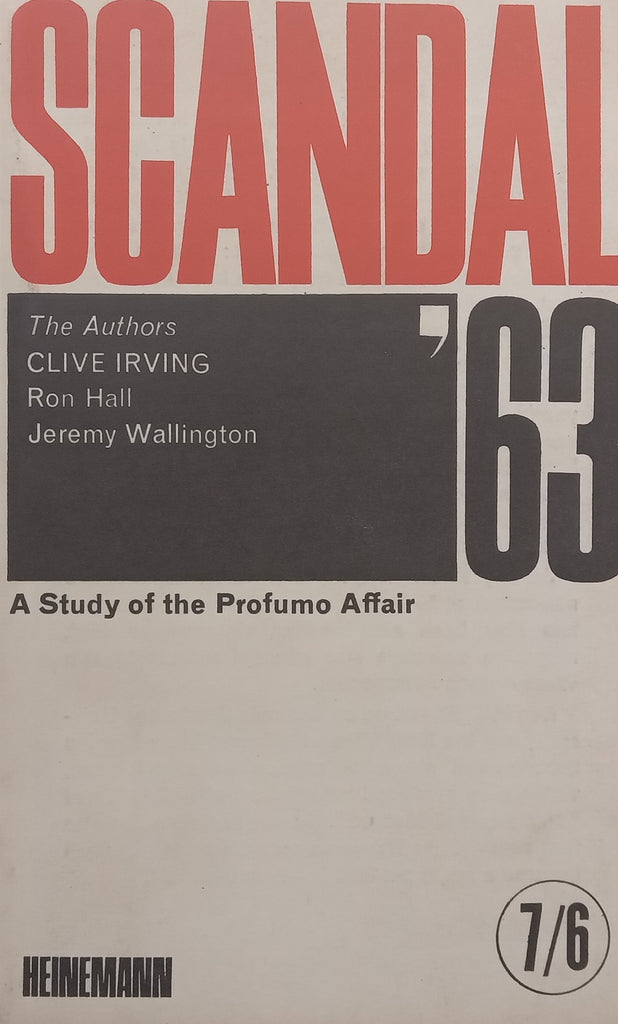 SCANDAL
'63
The Authors
CLIVE IRVING
Ron Hall
Jeremy Wallington
A Study of the Profumo Affair
7/6
HEINEMANN